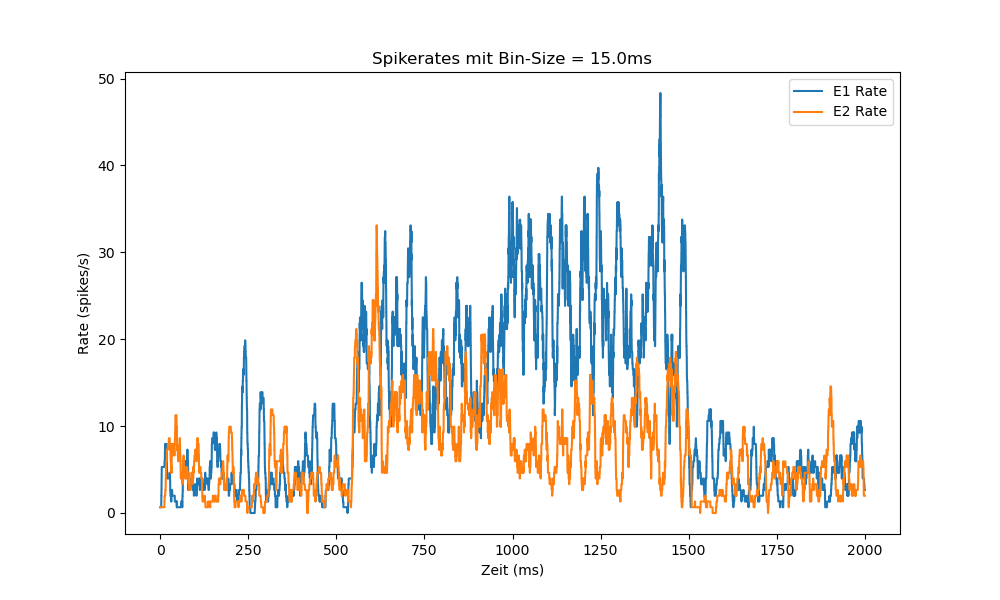 Spikerates mit Bin-Size = 15.0ms
E1 Rate
E2 Rate
50
40
30
20
10
0
Rate (spikes/s)
0 250 500 750 1000 1250 1500 1750 2000
Zeit (ms)